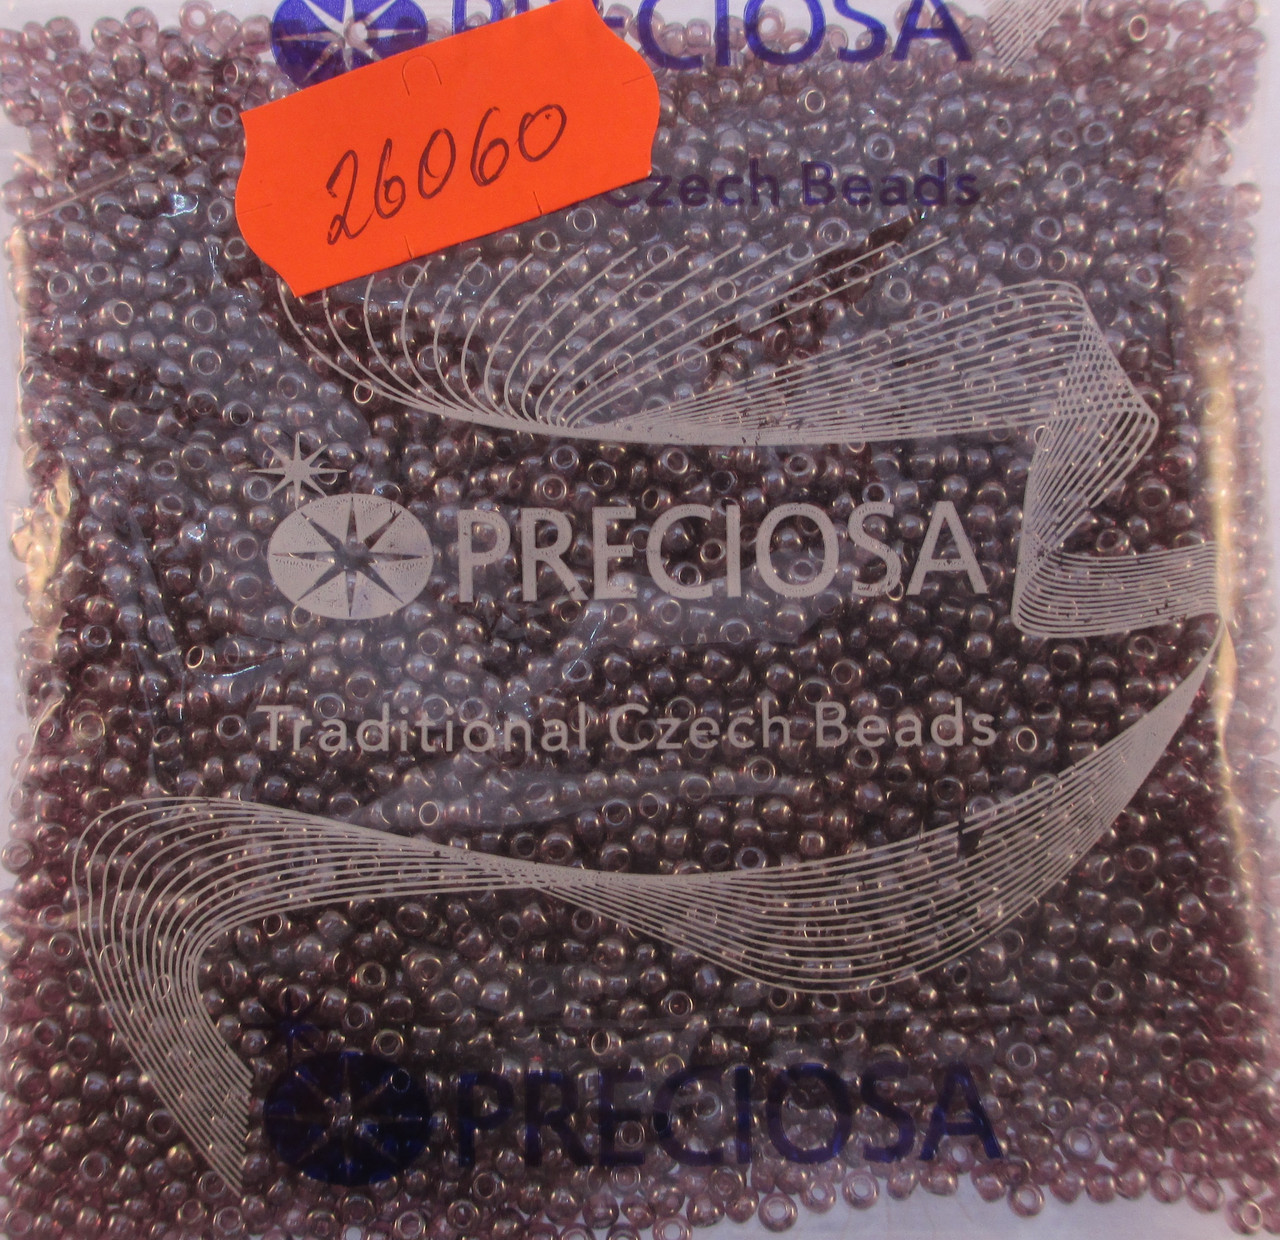 PRECIOSA
26060
Czech Beads
PRECIOSA
Traditional Czech Beads
PRECIOSA